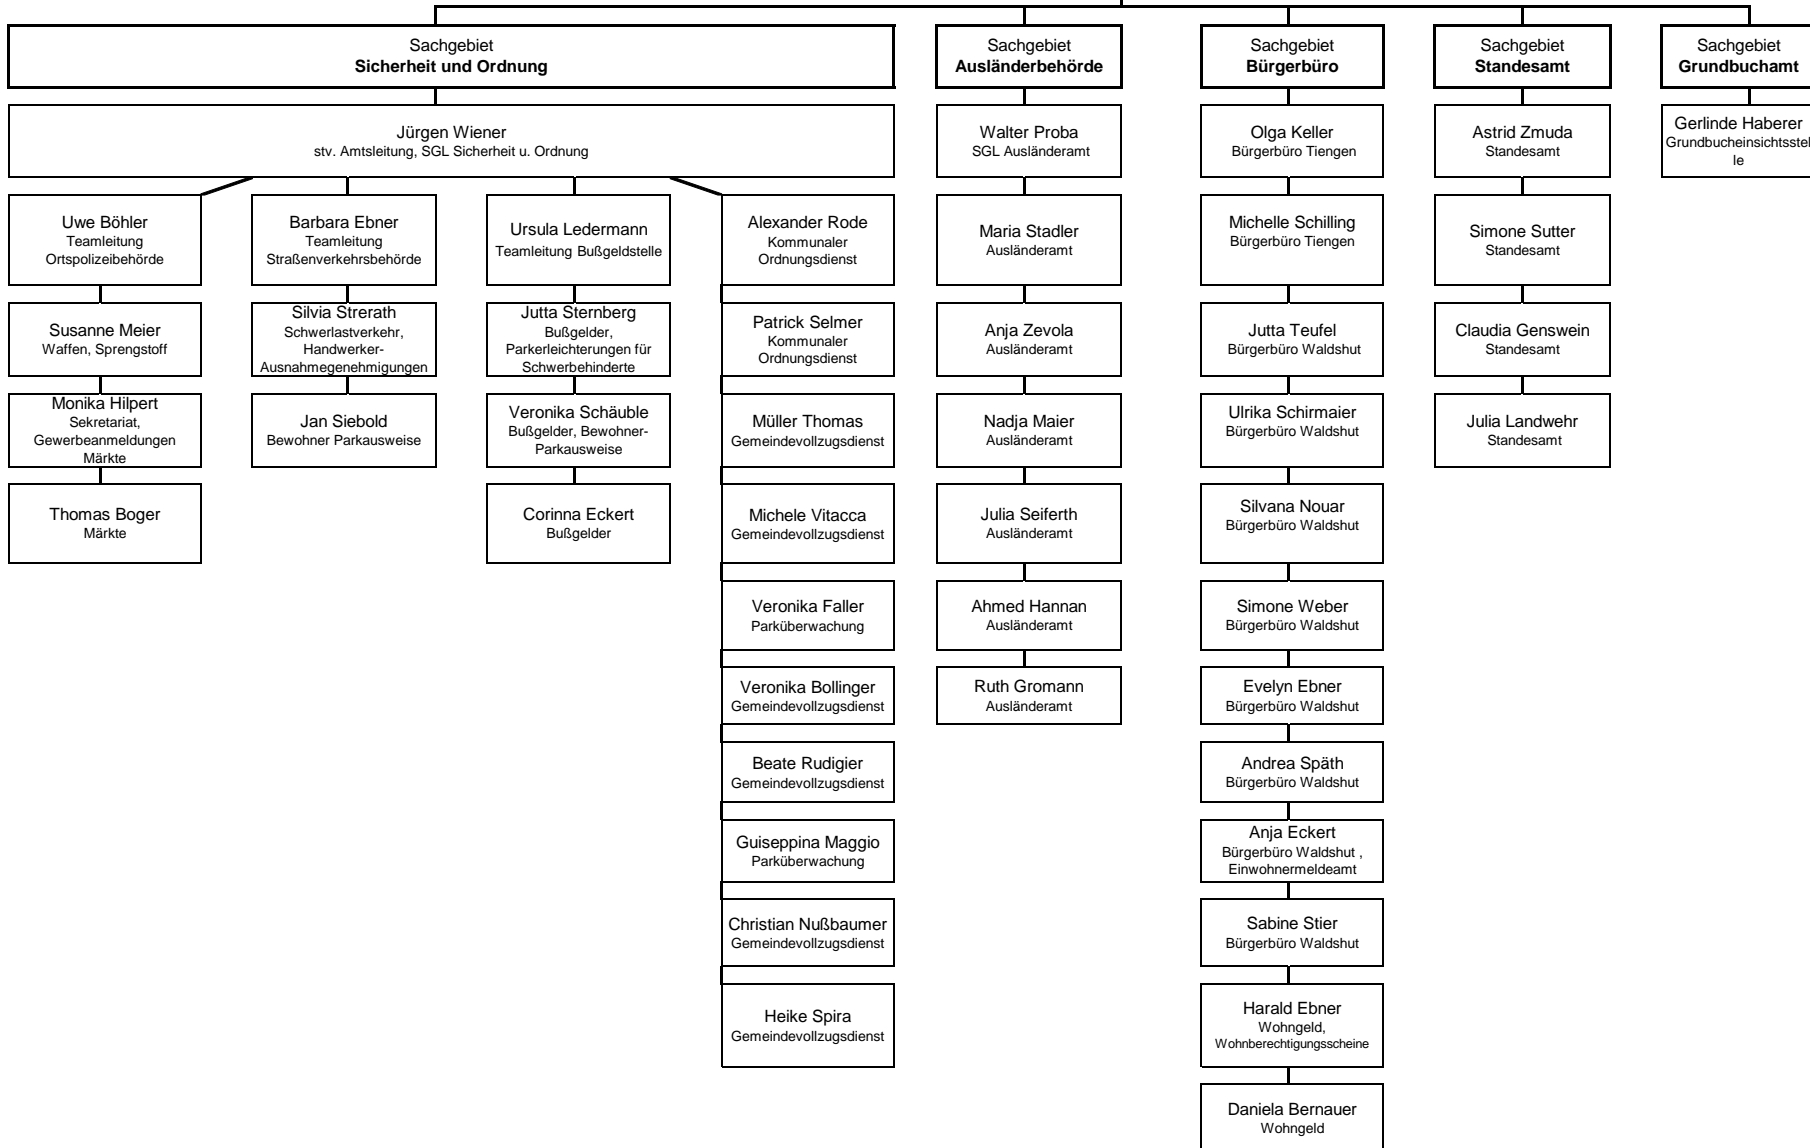 Sachgebiet
Sicherheit und Ordnung
Jürgen Wiener
stv. Amtsleitung, SGL Sicherheit u. Ordnung
Uwe Böhler
Teamleitung
Ortspolizeibehörde
Susanne Meier
Waffen, Sprengstoff
Monika Hilpert
Sekretariat,
Gewerbeanmeldungen
Märkte
Thomas Boger
Märkte
Barbara Ebner
Teamleitung
Straßenverkehrsbehörde
Silvia Strerath
Schwerlastverkehr,
Handwerker-
Ausnahmegenehmigungen
Jan Siebold
Bewohner Parkausweise
Ursula Ledermann
Teamleitung Bußgeldstelle
Jutta Sternberg
Bußgelder,
Parkerleichterungen für
Schwerbehinderte
Veronika Schäuble
Bußgelder, Bewohner-
Parkausweise
Corinna Eckert
Bußgelder
Alexander Rode
Kommunaler
Ordnungsdienst
Patrick Selmer
Kommunaler
Ordnungsdienst
Müller Thomas
Gemeindevollzugsdienst
Michele Vitacca
Gemeindevollzugsdienst
Veronika Faller
Parküberwachung
Veronika Bollinger
Gemeindevollzugsdienst
Beate Rudigier
Gemeindevollzugsdienst
Guiseppina Maggio
Parküberwachung
Christian Nußbaumer
Gemeindevollzugsdienst
Heike Spira
Gemeindevollzugsdienst
Sachgebiet
Ausländerbehörde
Walter Proba
SGL Ausländeramt
Maria Stadler
Ausländeramt
Anja Zevola
Ausländeramt
Nadja Maier
Ausländeramt
Julia Seiferth
Ausländeramt
Ahmed Hannan
Ausländeramt
Ruth Gromann
Ausländeramt
Sachgebiet
Bürgerbüro
Olga Keller
Bürgerbüro Tiengen
Michelle Schilling
Bürgerbüro Tiengen
Jutta Teufel
Bürgerbüro Waldshut
Ulrika Schirmaier
Bürgerbüro Waldshut
Silvana Nouar
Bürgerbüro Waldshut
Simone Weber
Bürgerbüro Waldshut
Evelyn Ebner
Bürgerbüro Waldshut
Andrea Späth
Bürgerbüro Waldshut
Anja Eckert
Bürgerbüro Waldshut ,
Einwohnermeldeamt
Sabine Stier
Bürgerbüro Waldshut
Harald Ebner
Wohngeld,
Wohnberechtigungsscheine
Daniela Bernauer
Wohngeld
Sachgebiet
Standesamt
Astrid Zmuda
Standesamt
Simone Sutter
Standesamt
Claudia Genswein
Standesamt
Julia Landwehr
Standesamt
Sachgebiet
Grundbuchamt
Gerlinde Haberer
Grundbucheinsichtsstel
le